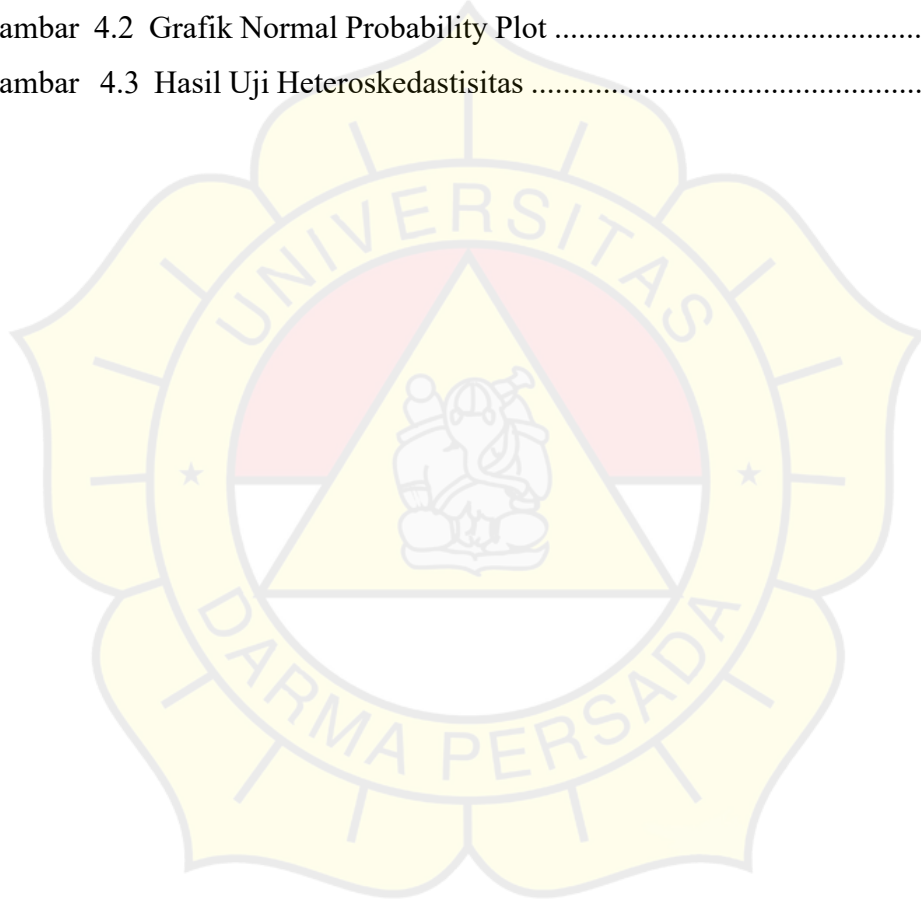 ambar 4.2 Grafik Normal Probability Plot ..............................................
ambar 4.3 Hasil Uji Heteroskedastisitas .................................................
UNIVERSITAS
DARMA PERSADA